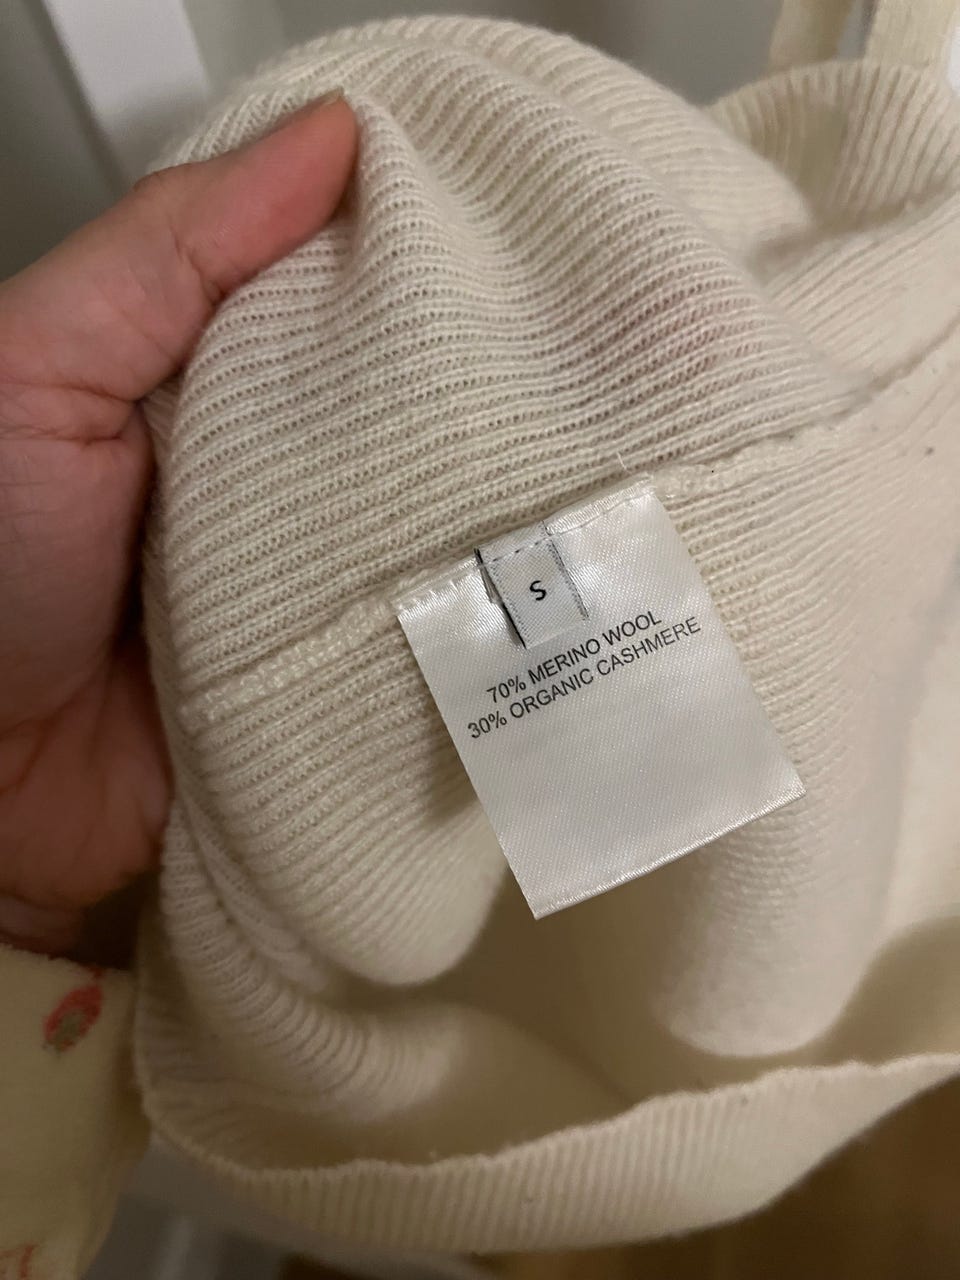 S
70% MERINO WOOL
30% ORGANIC CASHMERE